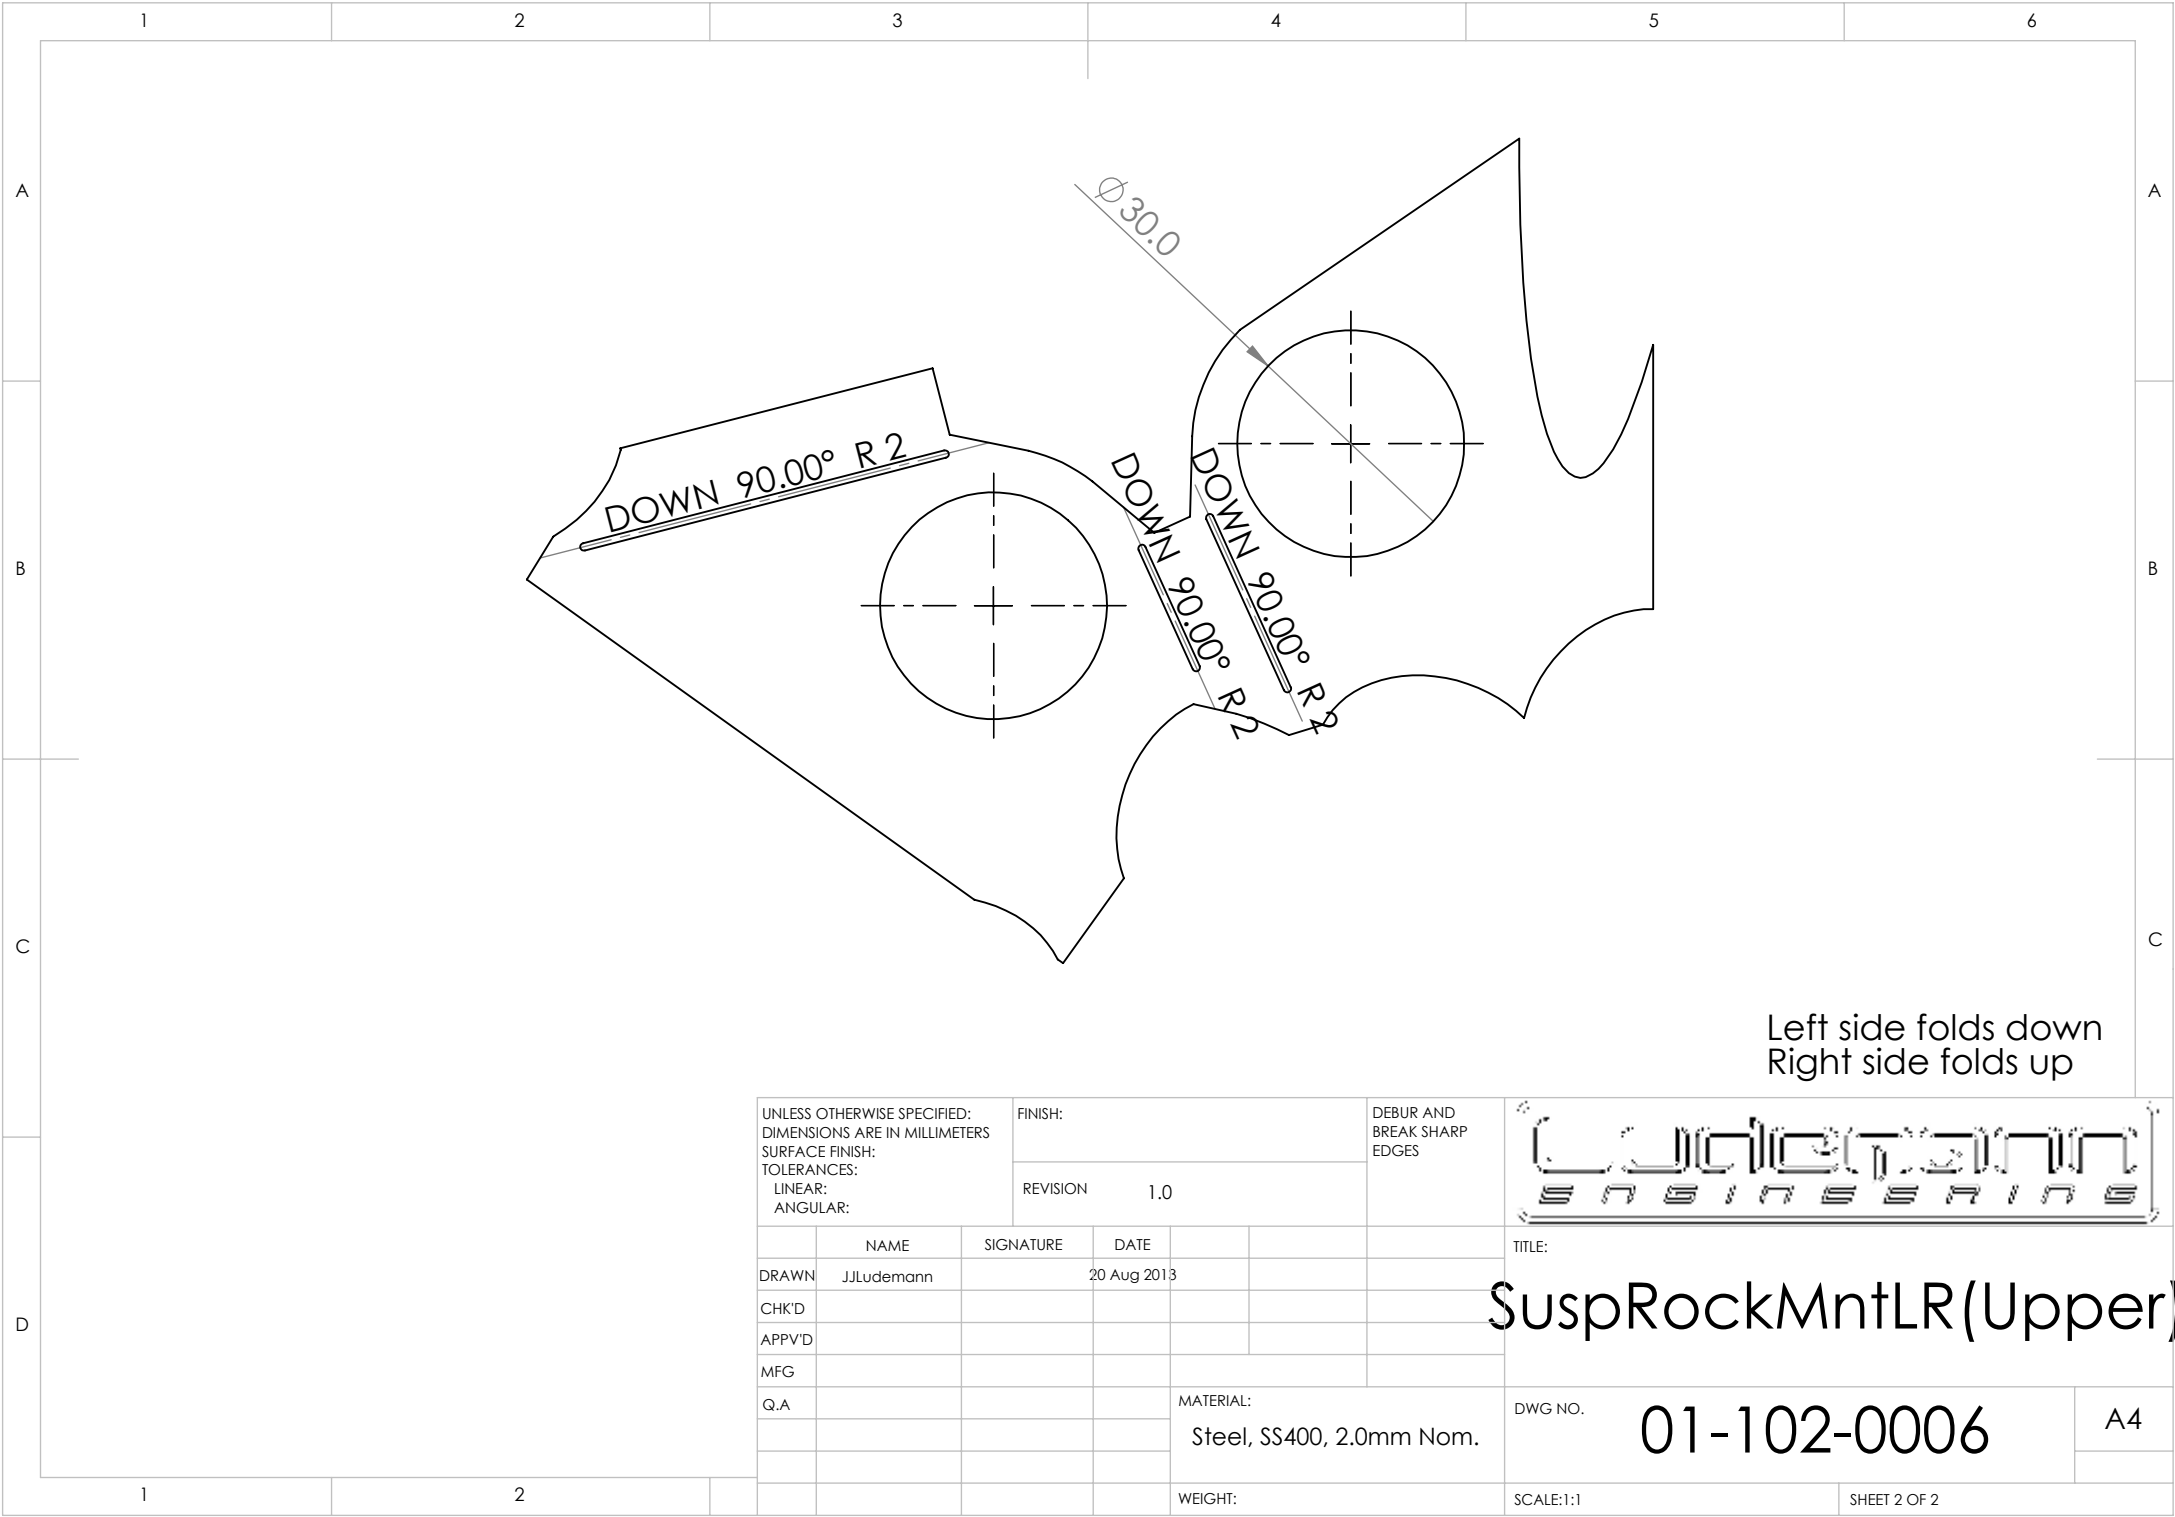 1 2 3 4 5 6
A A
Ø30.0
DOWN 90.00° R 2
DOWN 90.00° R 2
DOWN 90.00° R 2
B B
C C
Left side folds down
Right side folds up
UNLESS OTHERWISE SPECIFIED:
DIMENSIONS ARE IN MILLIMETERS
SURFACE FINISH:
TOLERANCES:
LINEAR:
ANGULAR:
FINISH:
REVISION 1.0
DEBUR AND
BREAK SHARP
EDGES
Ludemann
ENGINEERING
NAME SIGNATURE DATE
DRAWN JJLudemann 20 Aug 2013
CHK'D
APPV'D
MFG
Q.A
TITLE:
SuspRockMntLR(Upper)
D
MATERIAL:
Steel, SS400, 2.0mm Nom.
DWG NO. 01-102-0006
A4
WEIGHT:
SCALE:1:1
SHEET 2 OF 2
1 2